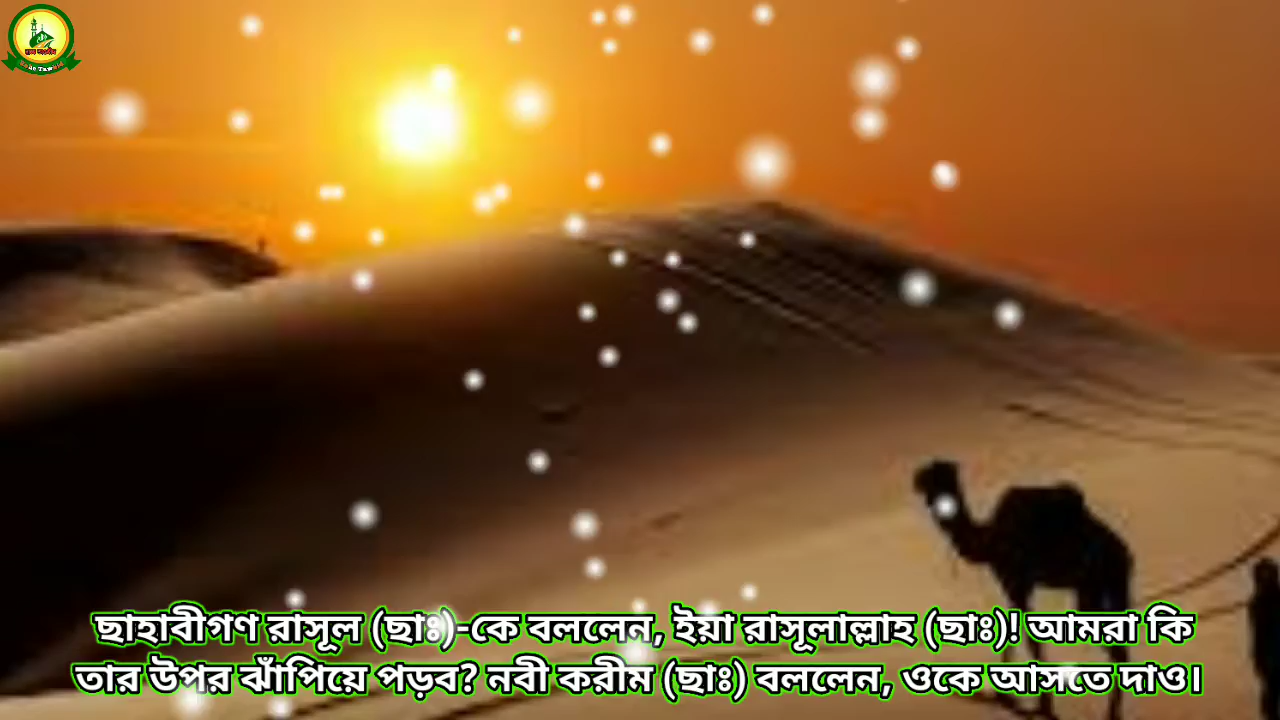 ছাহাবীগণ রাসূল (ছাঃ)-কে বললেন, ইয়া রাসূলাল্লাহ (ছাঃ)! আমরা কি
তার উপর ঝাঁপিয়ে পড়ব? নবী করীম (ছাঃ) বললেন, ওকে আসতে দাও।